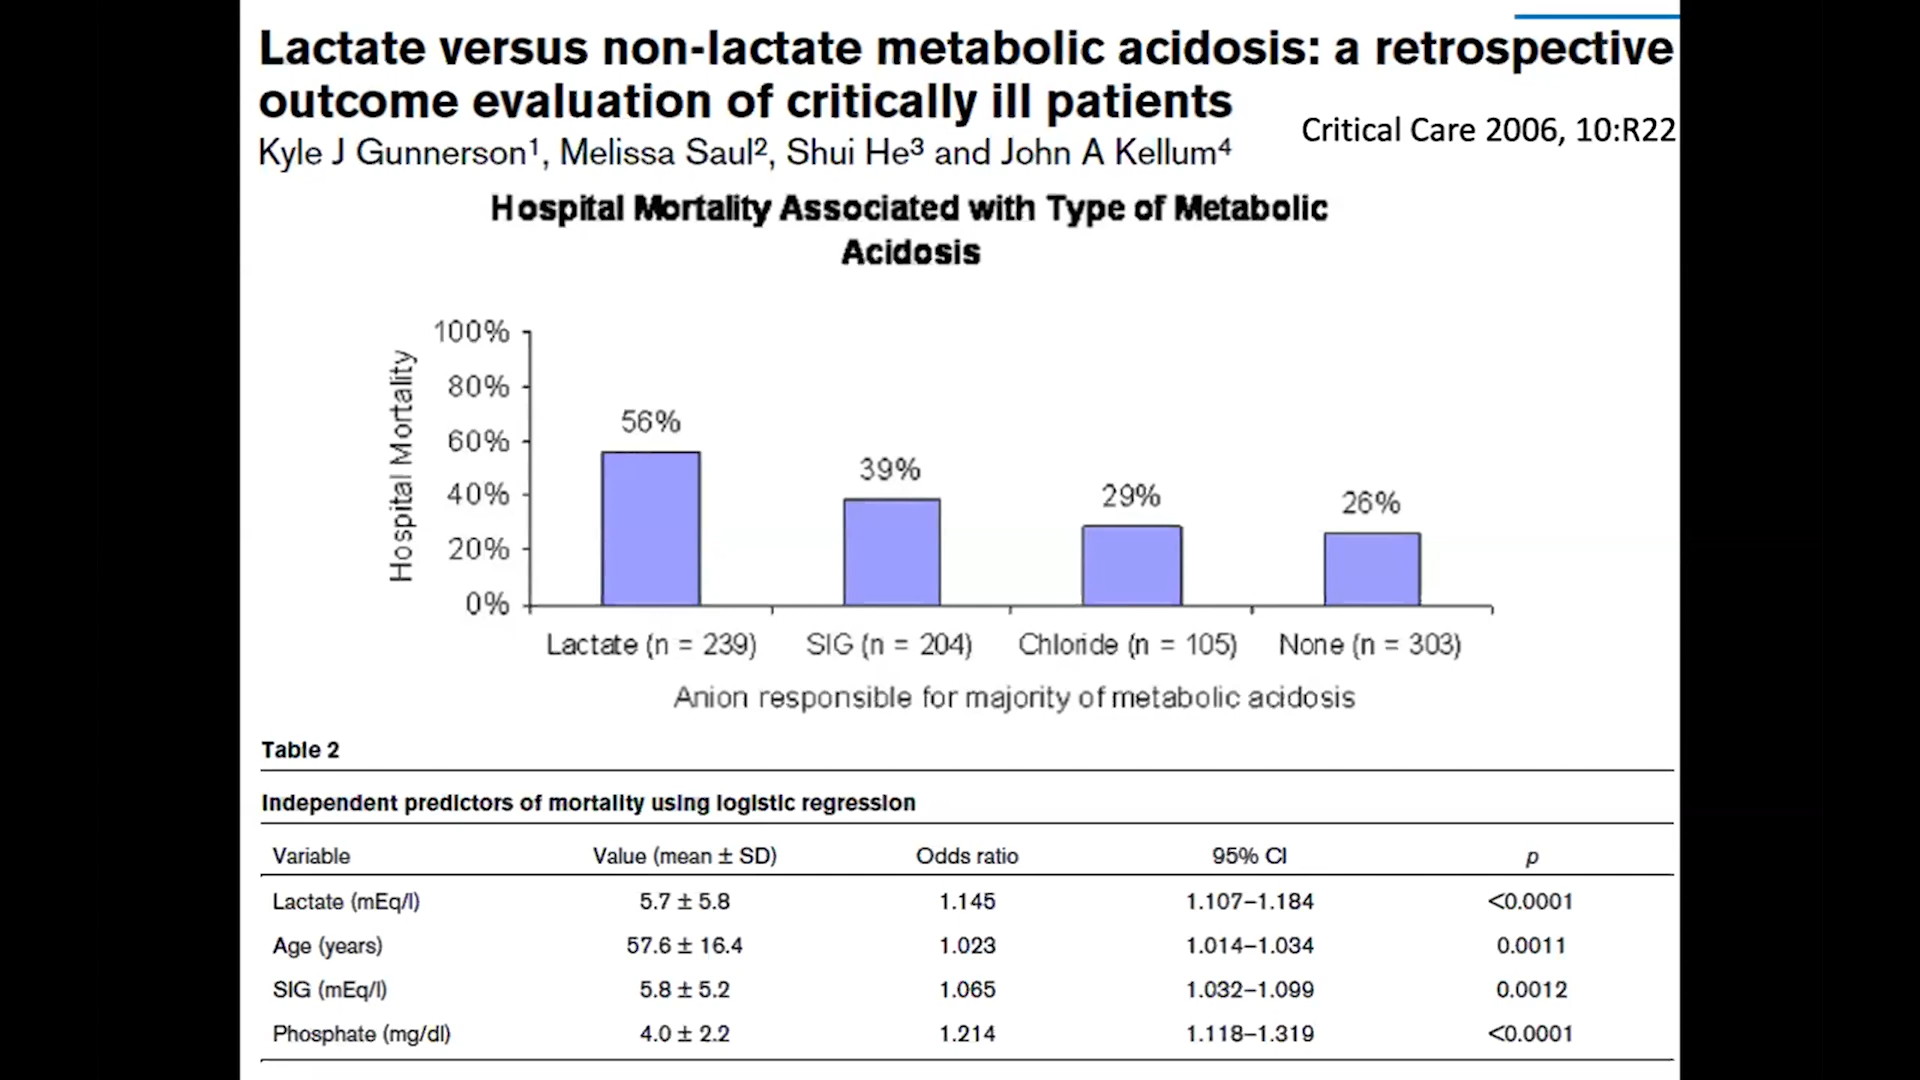 Lactate versus non-lactate metabolic acidosis: a retrospective
outcome evaluation of critically ill patients
Critical Care 2006, 10:R22
Kyle J Gunnerson¹, Melissa Saul², Shui He³ and John A Kellum⁴
Hospital Mortality Associated with Type of Metabolic
Acidosis
Hospital Mortality
100%
80%
60%
40%
20%
0%
56%
39%
29%
26%
Lactate (n = 239) SIG (n = 204) Chloride (n = 105) None (n = 303)
Anion responsible for majority of metabolic acidosis
Table 2
Independent predictors of mortality using logistic regression
Variable Value (mean ± SD) Odds ratio 95% CI p
Lactate (mEq/l) 5.7 ± 5.8 1.145 1.107–1.184 <0.0001
Age (years) 57.6 ± 16.4 1.023 1.014–1.034 0.0011
SIG (mEq/l) 5.8 ± 5.2 1.065 1.032–1.099 0.0012
Phosphate (mg/dl) 4.0 ± 2.2 1.214 1.118–1.319 <0.0001